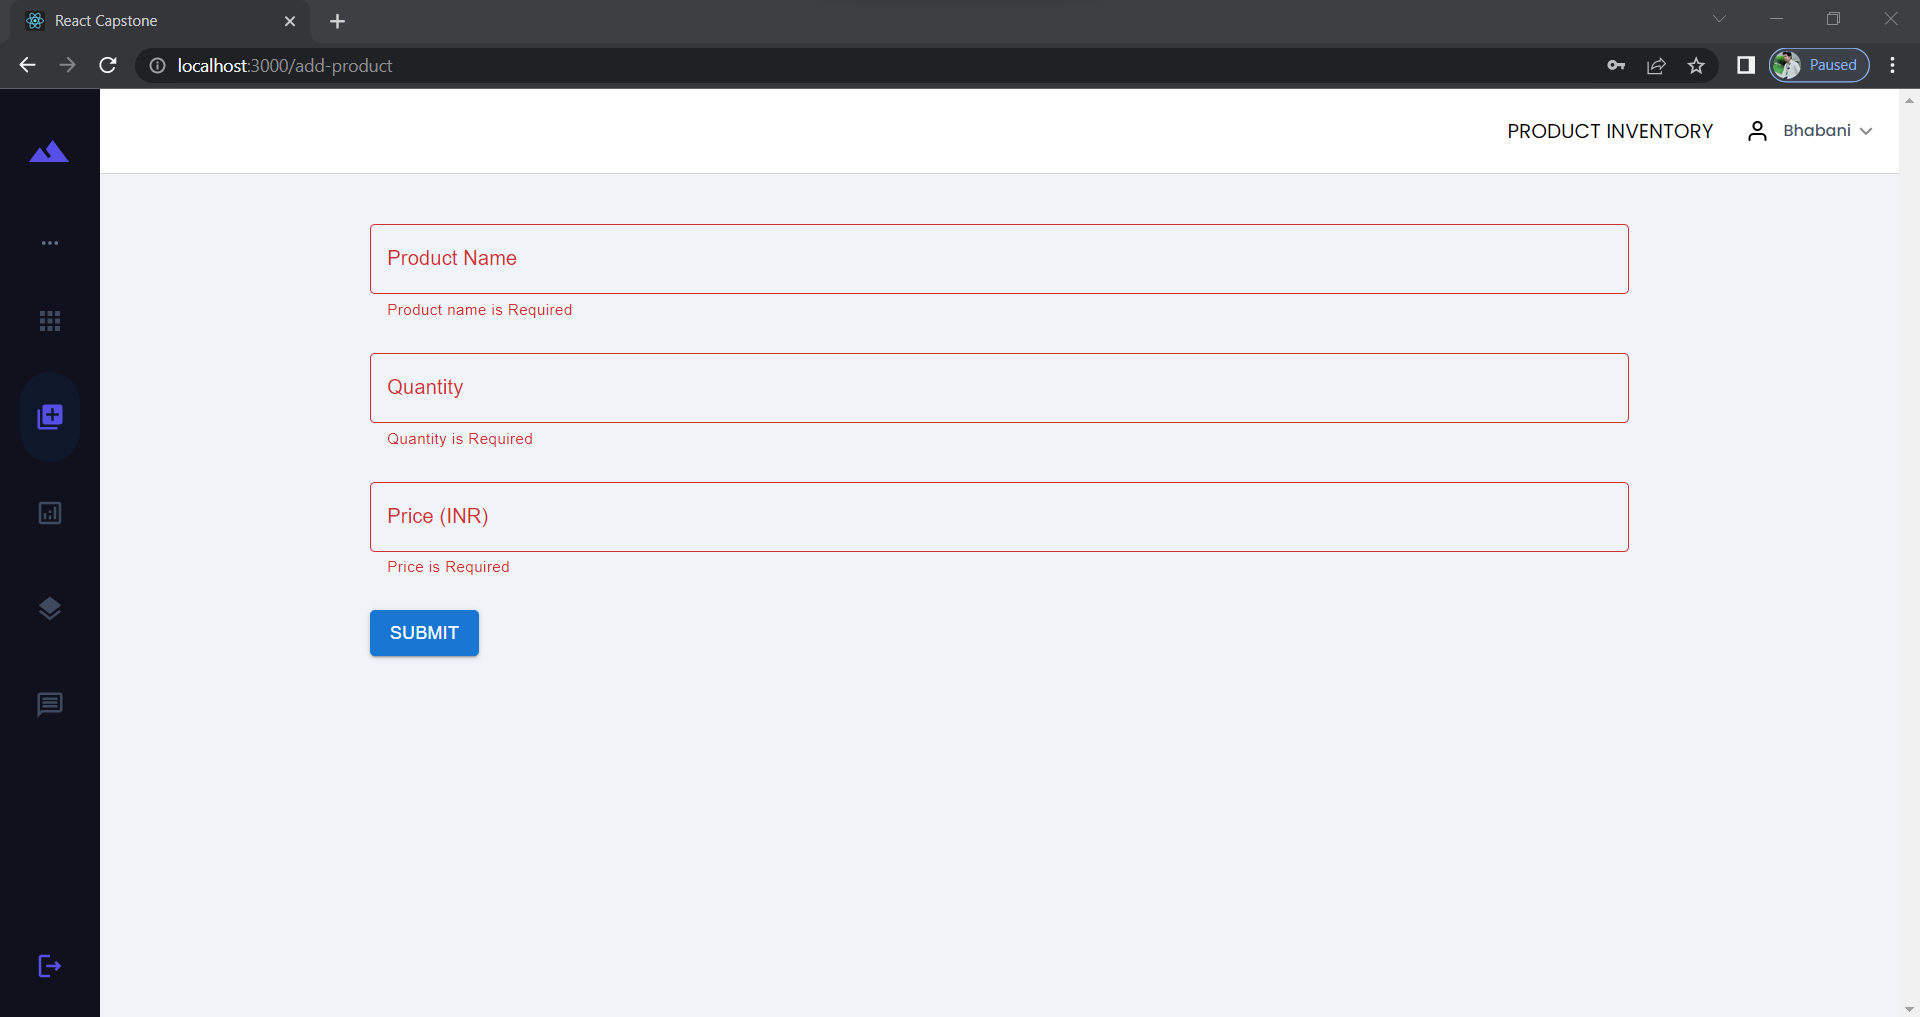 React Capstone
localhost:3000/add-product
Paused
PRODUCT INVENTORY
Bhabani
Product Name
Product name is Required
Quantity
Quantity is Required
Price (INR)
Price is Required
SUBMIT